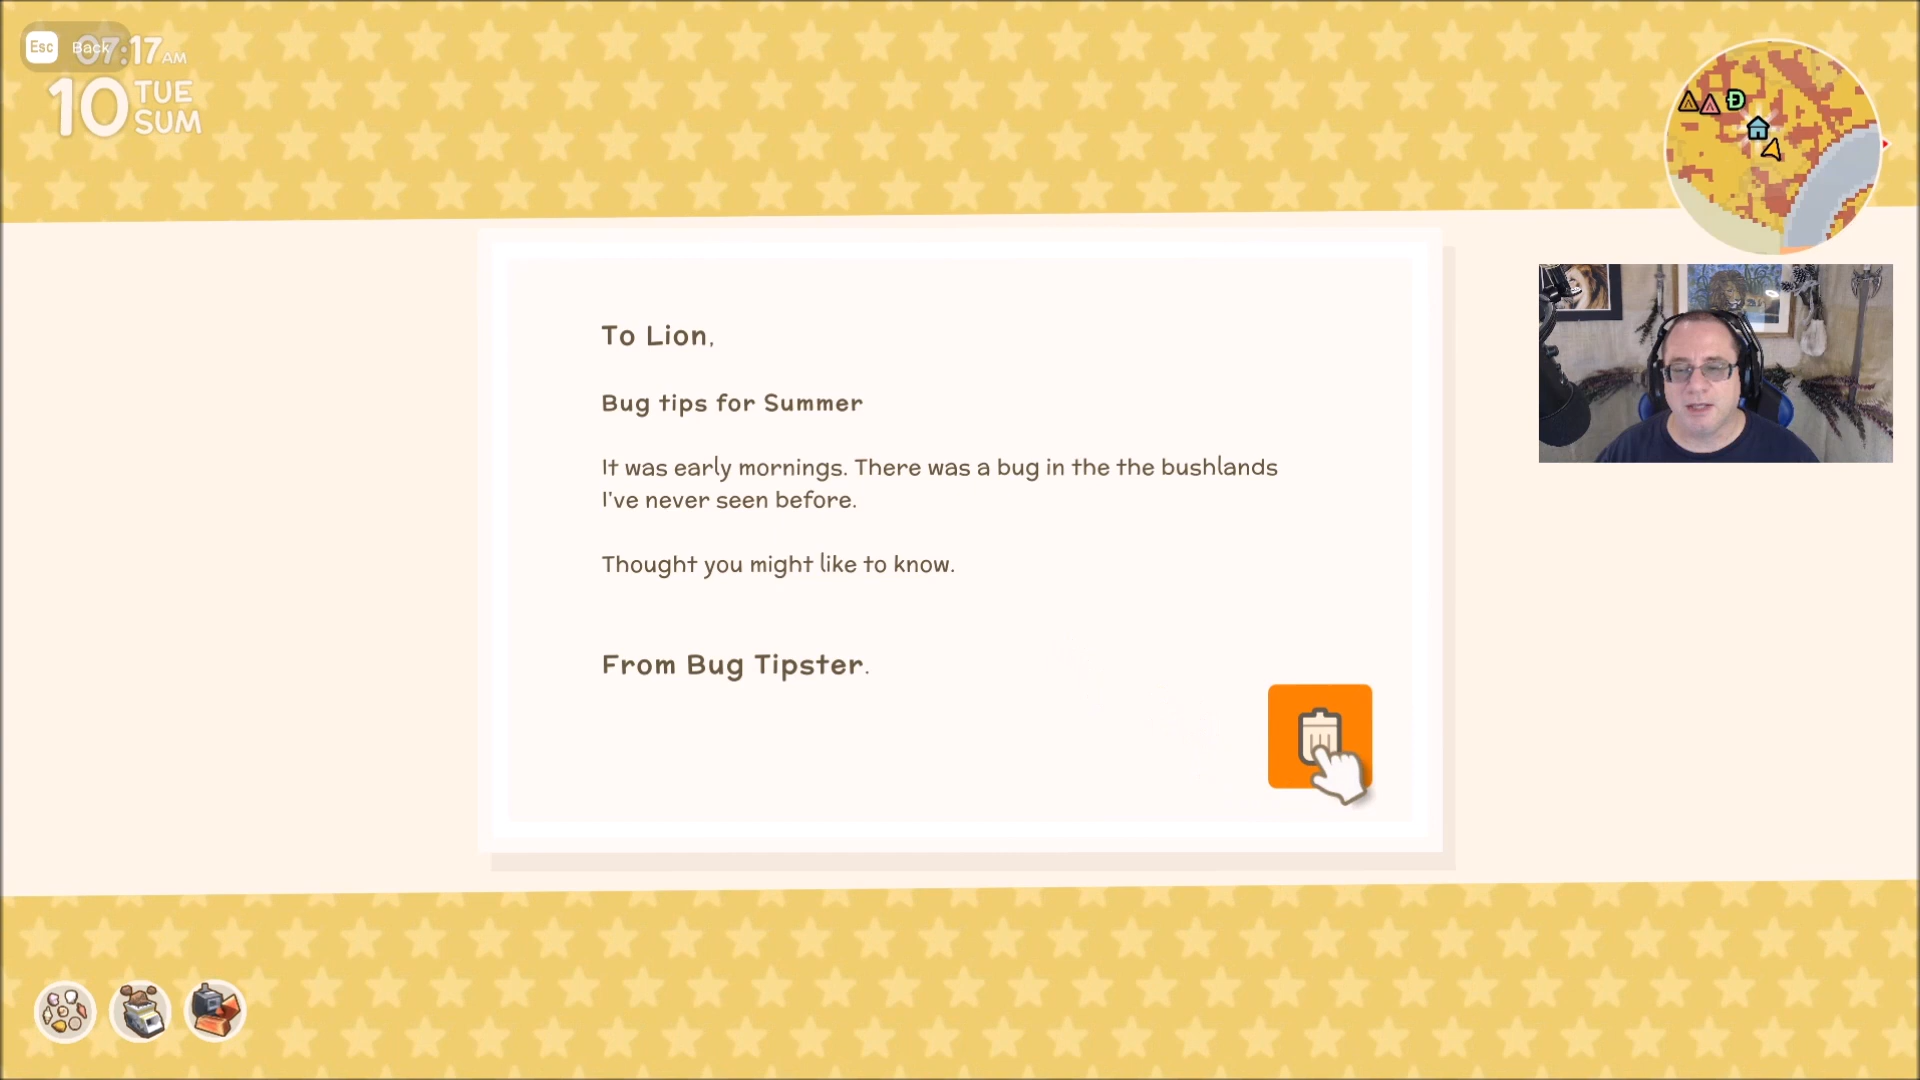 Esc Back 07:17 AM
10 TUE
SUM
To Lion,
Bug tips for Summer
It was early mornings. There was a bug in the the bushlands
I've never seen before.
Thought you might like to know.
From Bug Tipster.